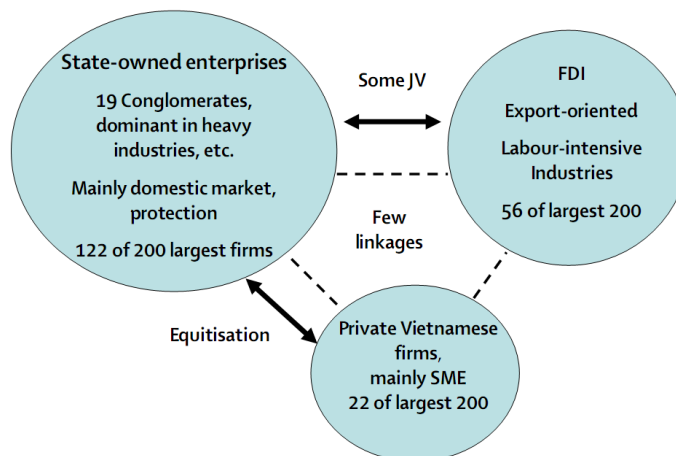 State-owned enterprises
19 Conglomerates,
dominant in heavy
industries, etc.
Mainly domestic market,
protection
122 of 200 largest firms
Some JV
FDI
Export-oriented
Labour-intensive
Industries
56 of largest 200
Few
linkages
Equitisation
Private Vietnamese
firms,
mainly SME
22 of largest 200